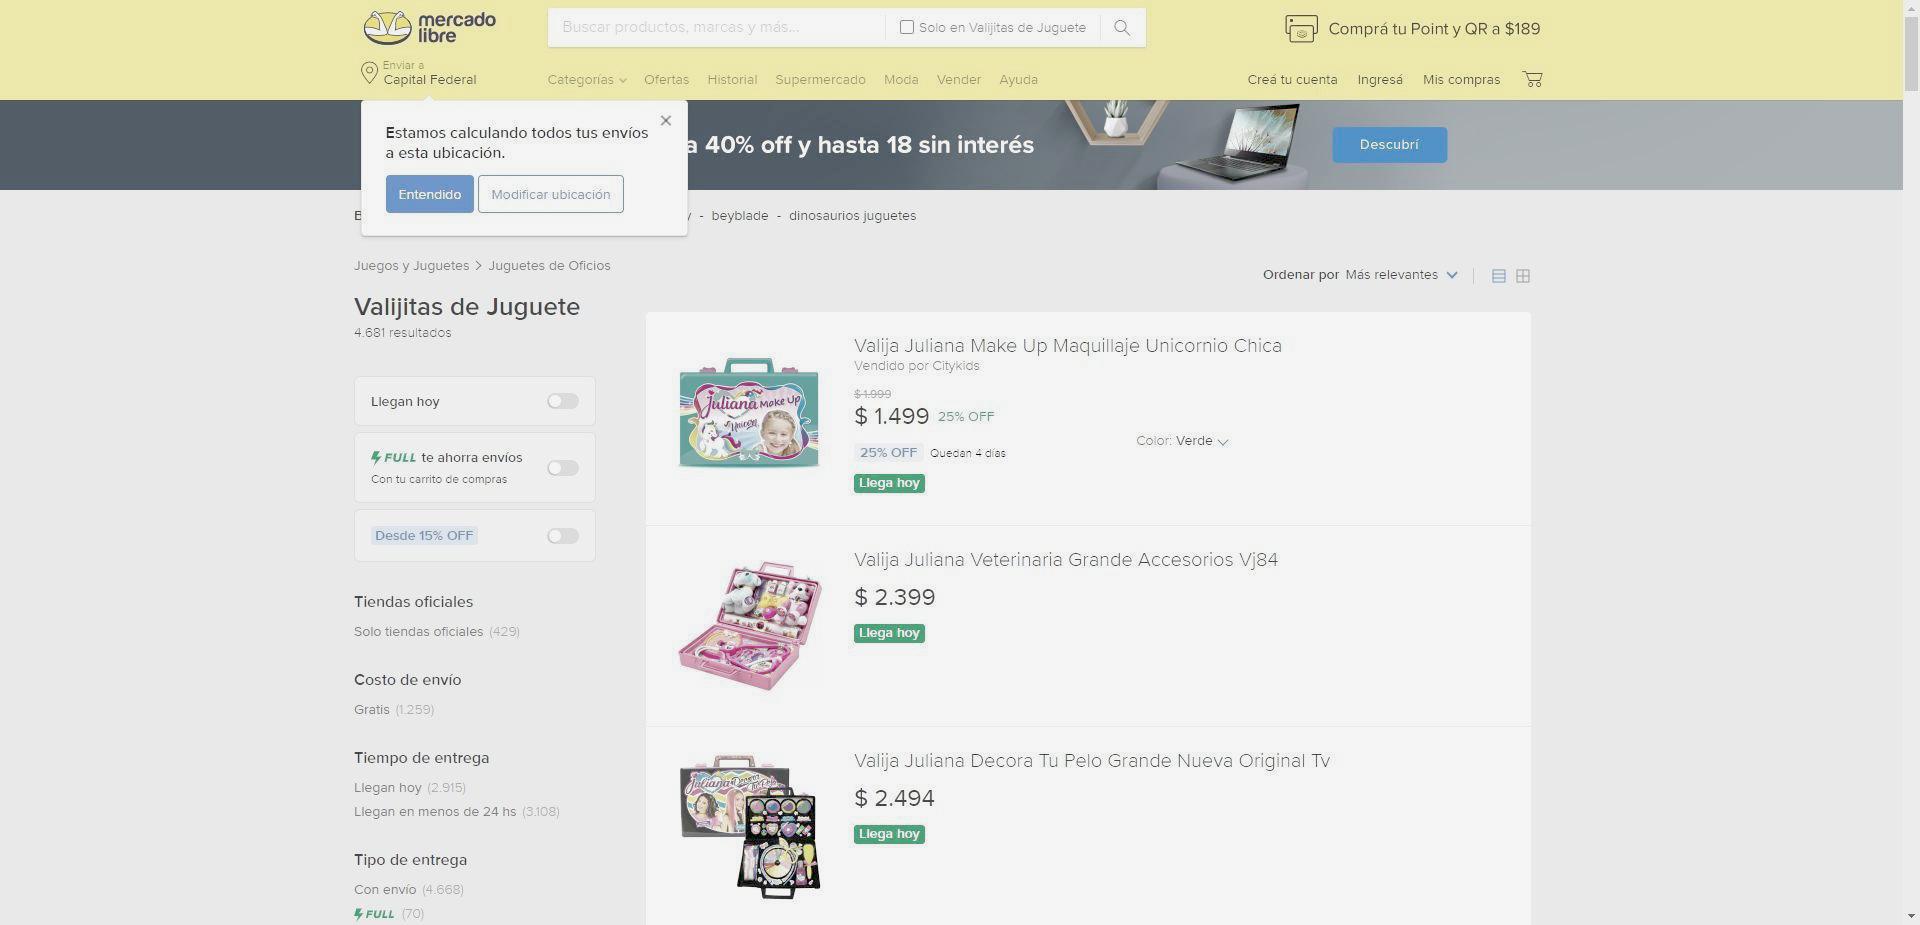 mercado
libre
Buscar productos, marcas y más...
Solo en Valijitas de Juguete
Comprá tu Point y QR a $189
Enviar a
Capital Federal
Categorías
Ofertas
Historial
Supermercado
Moda
Vender
Ayuda
Creá tu cuenta
Ingresá
Mis compras
Estamos calculando todos tus envíos
a esta ubicación.
Entendido
Modificar ubicación
a 40% off y hasta 18 sin interés
Descubrí
- beyblade - dinosaurios juguetes
Juegos y Juguetes > Juguetes de Oficios
Ordenar por Más relevantes
Valijitas de Juguete
4.681 resultados
Llegan hoy
FULL te ahorra envíos
Con tu carrito de compras
Desde 15% OFF
Tiendas oficiales
Solo tiendas oficiales (429)
Costo de envío
Gratis (1.259)
Tiempo de entrega
Llegan hoy (2.915)
Llegan en menos de 24 hs (3.108)
Tipo de entrega
Con envío (4.668)
FULL (70)
Juliana Make Up
Unicorn
Valija Juliana Make Up Maquillaje Unicornio Chica
Vendido por Citykids
$ 1.999
$ 1.499 25% OFF
25% OFF Quedan 4 días
Llega hoy
Color: Verde
Valija Juliana Veterinaria Grande Accesorios Vj84
$ 2.399
Llega hoy
Juliana Decora
Tu Pelo
Valija Juliana Decora Tu Pelo Grande Nueva Original Tv
$ 2.494
Llega hoy